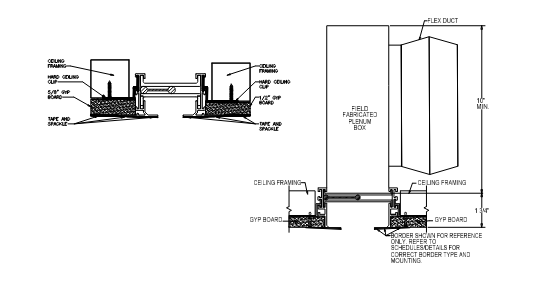 CEILING
FRAMING
HARD CEILING
CLIP
5/8" GYP
BOARD
TAPE AND
SPACKLE
CEILING
FRAMING
HARD CEILING
CLIP
1/2" GYP
BOARD
TAPE AND
SPACKLE
FLEX DUCT
FIELD
FABRICATED
PLENUM
BOX
10"
MIN.
CEILING FRAMING
CEILING FRAMING
GYP BOARD
GYP BOARD
1 3/4"
BORDER SHOWN FOR REFERENCE
ONLY. REFER TO
SCHEDULES/DETAILS FOR
CORRECT BORDER TYPE AND
MOUNTING.